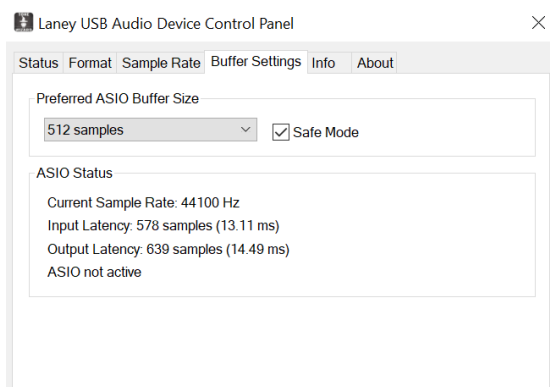 Laney USB Audio Device Control Panel
Status Format Sample Rate Buffer Settings Info About
Preferred ASIO Buffer Size
512 samples Safe Mode
ASIO Status
Current Sample Rate: 44100 Hz
Input Latency: 578 samples (13.11 ms)
Output Latency: 639 samples (14.49 ms)
ASIO not active